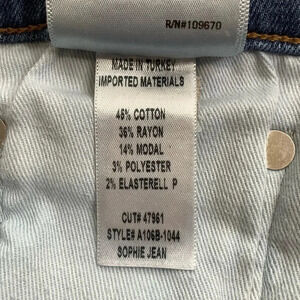 R/N#109670
MADE IN TURKEY
IMPORTED MATERIALS
45% COTTON
36% RAYON
14% MODAL
3% POLYESTER
2% ELASTERELL P
CUT# 47961
STYLE# A106B-1044
SOPHIE JEAN